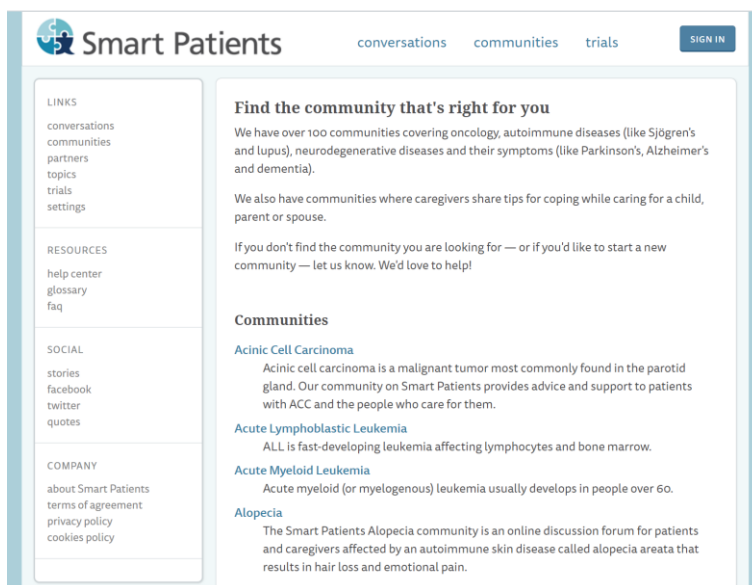 Smart Patients
conversations communities trials
SIGN IN
LINKS
conversations
communities
partners
topics
trials
settings
RESOURCES
help center
glossary
faq
SOCIAL
stories
facebook
twitter
quotes
COMPANY
about Smart Patients
terms of agreement
privacy policy
cookies policy
Find the community that's right for you
We have over 100 communities covering oncology, autoimmune diseases (like Sjögren's
and lupus), neurodegenerative diseases and their symptoms (like Parkinson's, Alzheimer's
and dementia).
We also have communities where caregivers share tips for coping while caring for a child,
parent or spouse.
If you don't find the community you are looking for — or if you'd like to start a new
community — let us know. We'd love to help!
Communities
Acinic Cell Carcinoma
Acinic cell carcinoma is a malignant tumor most commonly found in the parotid
gland. Our community on Smart Patients provides advice and support to patients
with ACC and the people who care for them.
Acute Lymphoblastic Leukemia
ALL is fast-developing leukemia affecting lymphocytes and bone marrow.
Acute Myeloid Leukemia
Acute myeloid (or myelogenous) leukemia usually develops in people over 60.
Alopecia
The Smart Patients Alopecia community is an online discussion forum for patients
and caregivers affected by an autoimmune skin disease called alopecia areata that
results in hair loss and emotional pain.